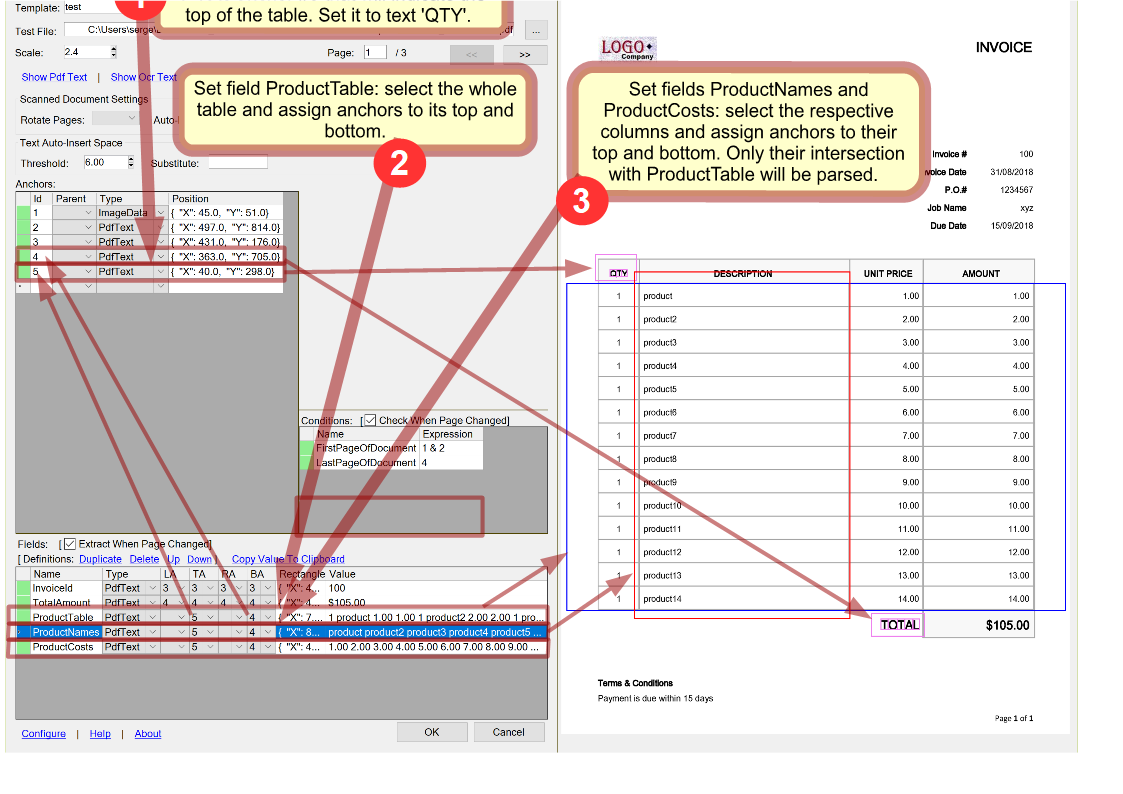 Template: test
top of the table. Set it to text 'QTY'.
Test File: C:\Users\serge\ df ...
Scale: 2.4 Page: 1 / 3 << >>
Show Pdf Text | Show Ocr Text
Scanned Document Settings
Rotate Pages: Auto-
Text Auto-Insert Space
Threshold: 6.00 Substitute:
Set field ProductTable: select the whole
table and assign anchors to its top and
bottom.
2
Set fields ProductNames and
ProductCosts: select the respective
columns and assign anchors to their
top and bottom. Only their intersection
with ProductTable will be parsed.
3
Anchors:
Id Parent Type Position
1 ImageData { "X": 45.0, "Y": 51.0}
2 PdfText { "X": 497.0, "Y": 814.0}
3 PdfText { "X": 431.0, "Y": 176.0}
4 PdfText { "X": 363.0, "Y": 705.0}
5 PdfText { "X": 40.0, "Y": 298.0}
Conditions: [ Check When Page Changed]
Name Expression
FirstPageOfDocument 1 & 2
LastPageOfDocument 4
Fields: [ Extract When Page Changed]
[ Definitions: Duplicate Delete Up Down ] Copy Value To Clipboard
Name Type LA TA RA BA Rectangle Value
InvoiceId PdfText 3 3 3 3 { "X": 4... 100
TotalAmount PdfText 4 4 4 4 { "X": 4... $105.00
ProductTable PdfText 5 4 { "X": 7.... 1 product 1.00 1.00 1 product2 2.00 2.00 1 pro...
ProductNames PdfText 5 4 { "X": 8... product product2 product3 product4 product5 ...
ProductCosts PdfText 5 4 { "X": 4... 1.00 2.00 3.00 4.00 5.00 6.00 7.00 8.00 9.00 ...
Configure | Help | About OK Cancel
LOGO
Company
INVOICE
Invoice # 100
Invoice Date 31/08/2018
P.O.# 1234567
Job Name xyz
Due Date 15/09/2018
QTY DESCRIPTION UNIT PRICE AMOUNT
1 product 1.00 1.00
1 product2 2.00 2.00
1 product3 3.00 3.00
1 product4 4.00 4.00
1 product5 5.00 5.00
1 product6 6.00 6.00
1 product7 7.00 7.00
1 product8 8.00 8.00
1 product9 9.00 9.00
1 product10 10.00 10.00
1 product11 11.00 11.00
1 product12 12.00 12.00
1 product13 13.00 13.00
1 product14 14.00 14.00
TOTAL $105.00
Terms & Conditions
Payment is due within 15 days
Page 1 of 1